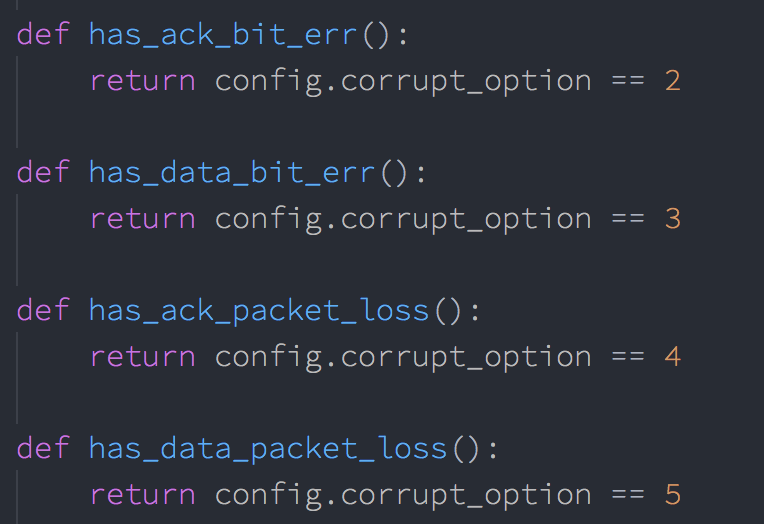 def has_ack_bit_err():
    return config.corrupt_option == 2
def has_data_bit_err():
    return config.corrupt_option == 3
def has_ack_packet_loss():
    return config.corrupt_option == 4
def has_data_packet_loss():
    return config.corrupt_option == 5